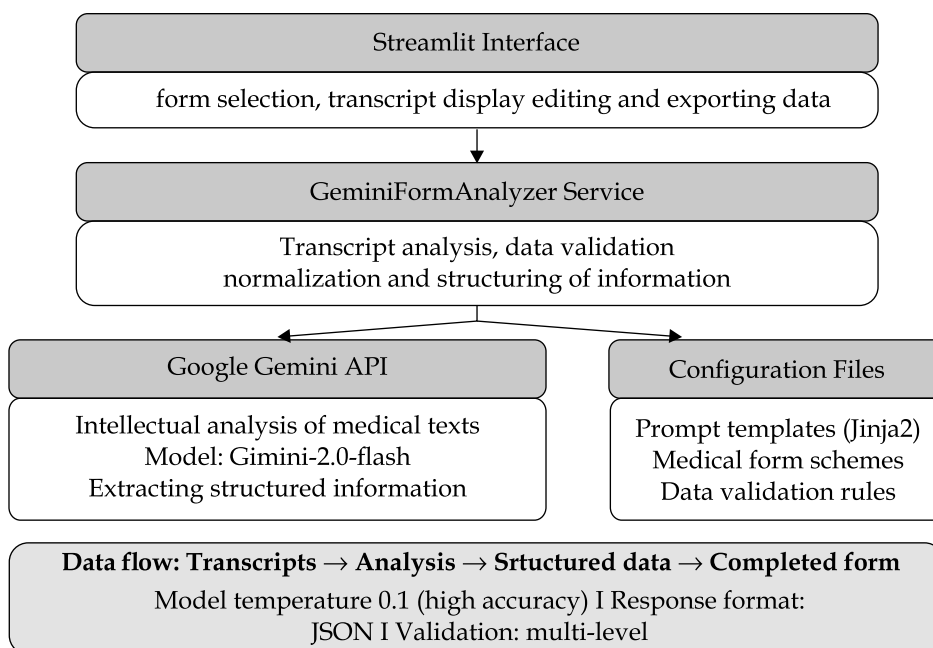 Streamlit Interface
form selection, transcript display editing and exporting data
GeminiFormAnalyzer Service
Transcript analysis, data validation
normalization and structuring of information
Google Gemini API
Intellectual analysis of medical texts
Model: Gimini-2.0-flash
Extracting structured information
Configuration Files
Prompt templates (Jinja2)
Medical form schemes
Data validation rules
Data flow: Transcripts → Analysis → Srtuctured data → Completed form
Model temperature 0.1 (high accuracy) I Response format:
JSON I Validation: multi-level